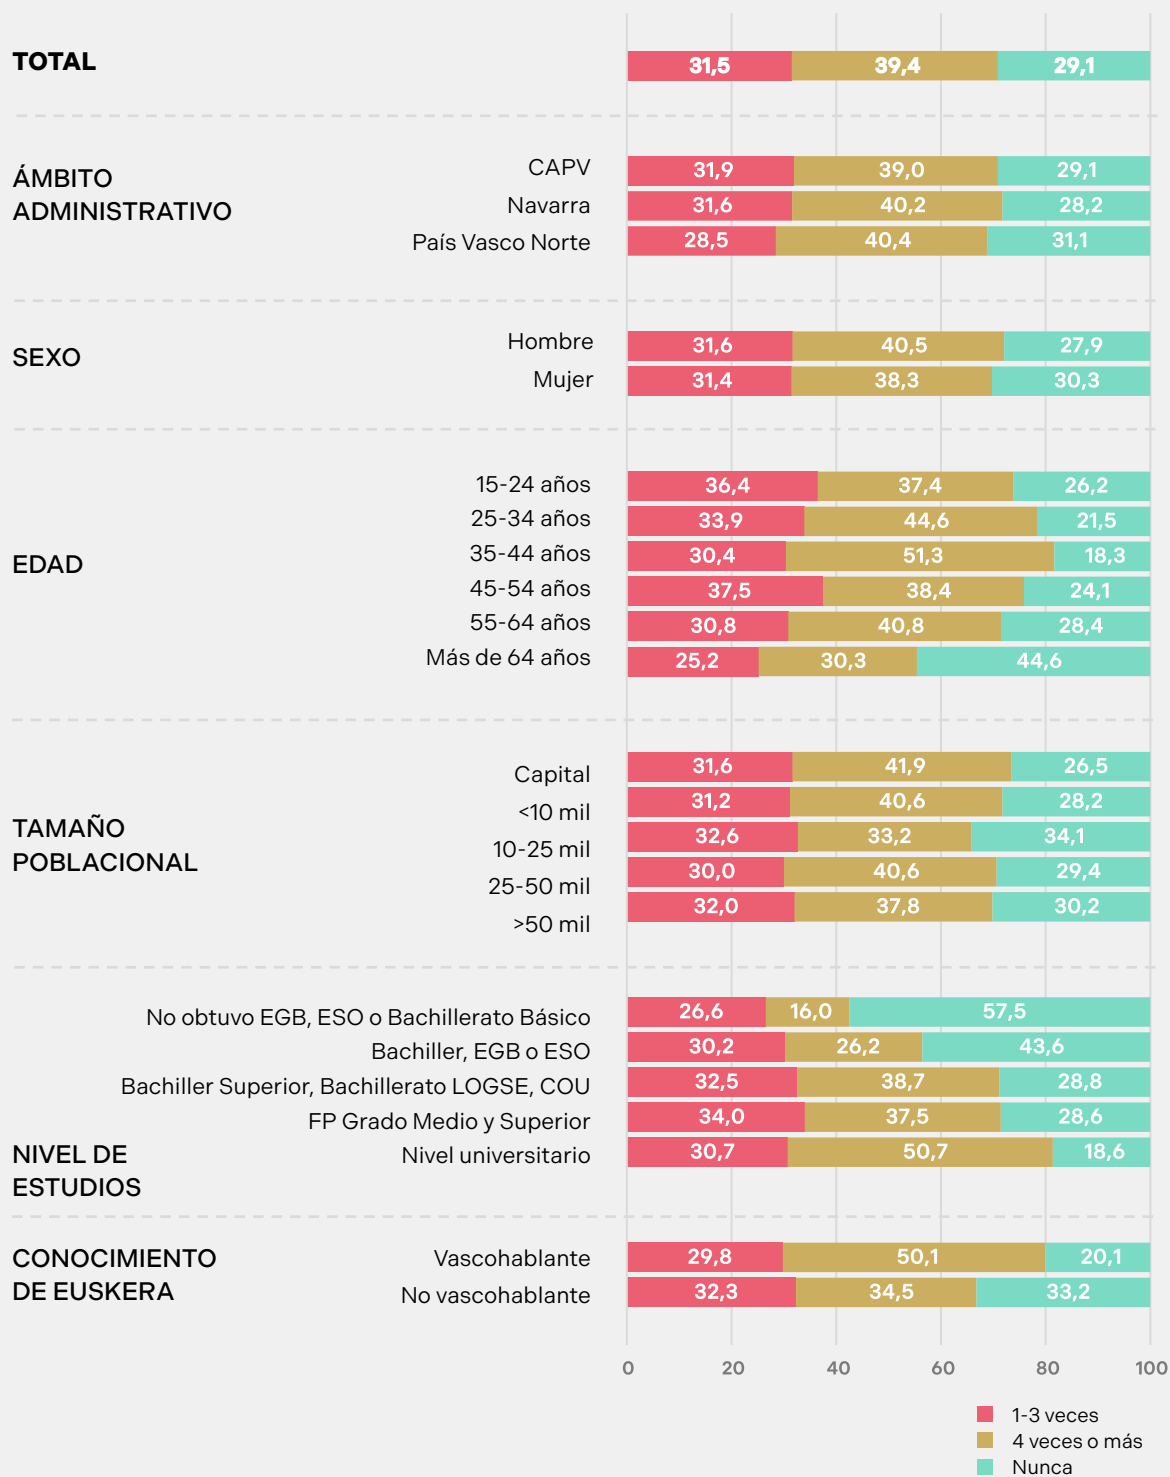 TOTAL
31,5 39,4 29,1
ÁMBITO
ADMINISTRATIVO
CAPV 31,9 39,0 29,1
Navarra 31,6 40,2 28,2
País Vasco Norte 28,5 40,4 31,1
SEXO
Hombre 31,6 40,5 27,9
Mujer 31,4 38,3 30,3
EDAD
15-24 años 36,4 37,4 26,2
25-34 años 33,9 44,6 21,5
35-44 años 30,4 51,3 18,3
45-54 años 37,5 38,4 24,1
55-64 años 30,8 40,8 28,4
Más de 64 años 25,2 30,3 44,6
TAMAÑO
POBLACIONAL
Capital 31,6 41,9 26,5
<10 mil 31,2 40,6 28,2
10-25 mil 32,6 33,2 34,1
25-50 mil 30,0 40,6 29,4
>50 mil 32,0 37,8 30,2
NIVEL DE
ESTUDIOS
No obtuvo EGB, ESO o Bachillerato Básico 26,6 16,0 57,5
Bachiller, EGB o ESO 30,2 26,2 43,6
Bachiller Superior, Bachillerato LOGSE, COU 32,5 38,7 28,8
FP Grado Medio y Superior 34,0 37,5 28,6
Nivel universitario 30,7 50,7 18,6
CONOCIMIENTO
DE EUSKERA
Vascohablante 29,8 50,1 20,1
No vascohablante 32,3 34,5 33,2
0 20 40 60 80 100
1-3 veces
4 veces o más
Nunca